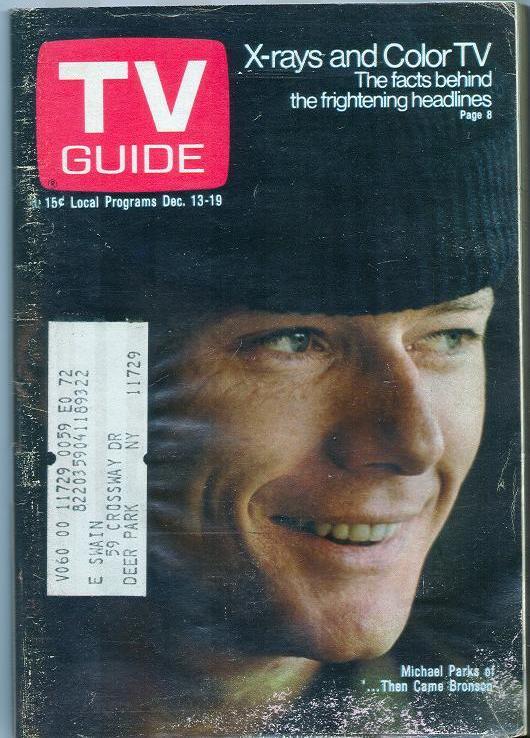 X-rays and Color TV
The facts behind
the frightening headlines
Page 8
TV
GUIDE
®
15¢ Local Programs Dec. 13-19
V060 00 11729 0059 E0 72
8220359041189322
E SWAIN
59 CROSSWAY DR
DEER PARK NY 11729
Michael Parks of
'...Then Came Bronson'